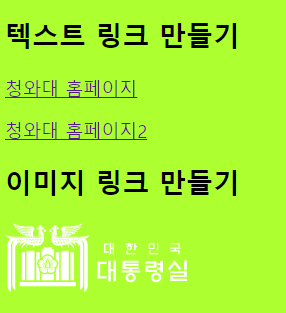 텍스트 링크 만들기
청와대 홈페이지
청와대 홈페이지2
이미지 링크 만들기
대 한 민 국
대통령실